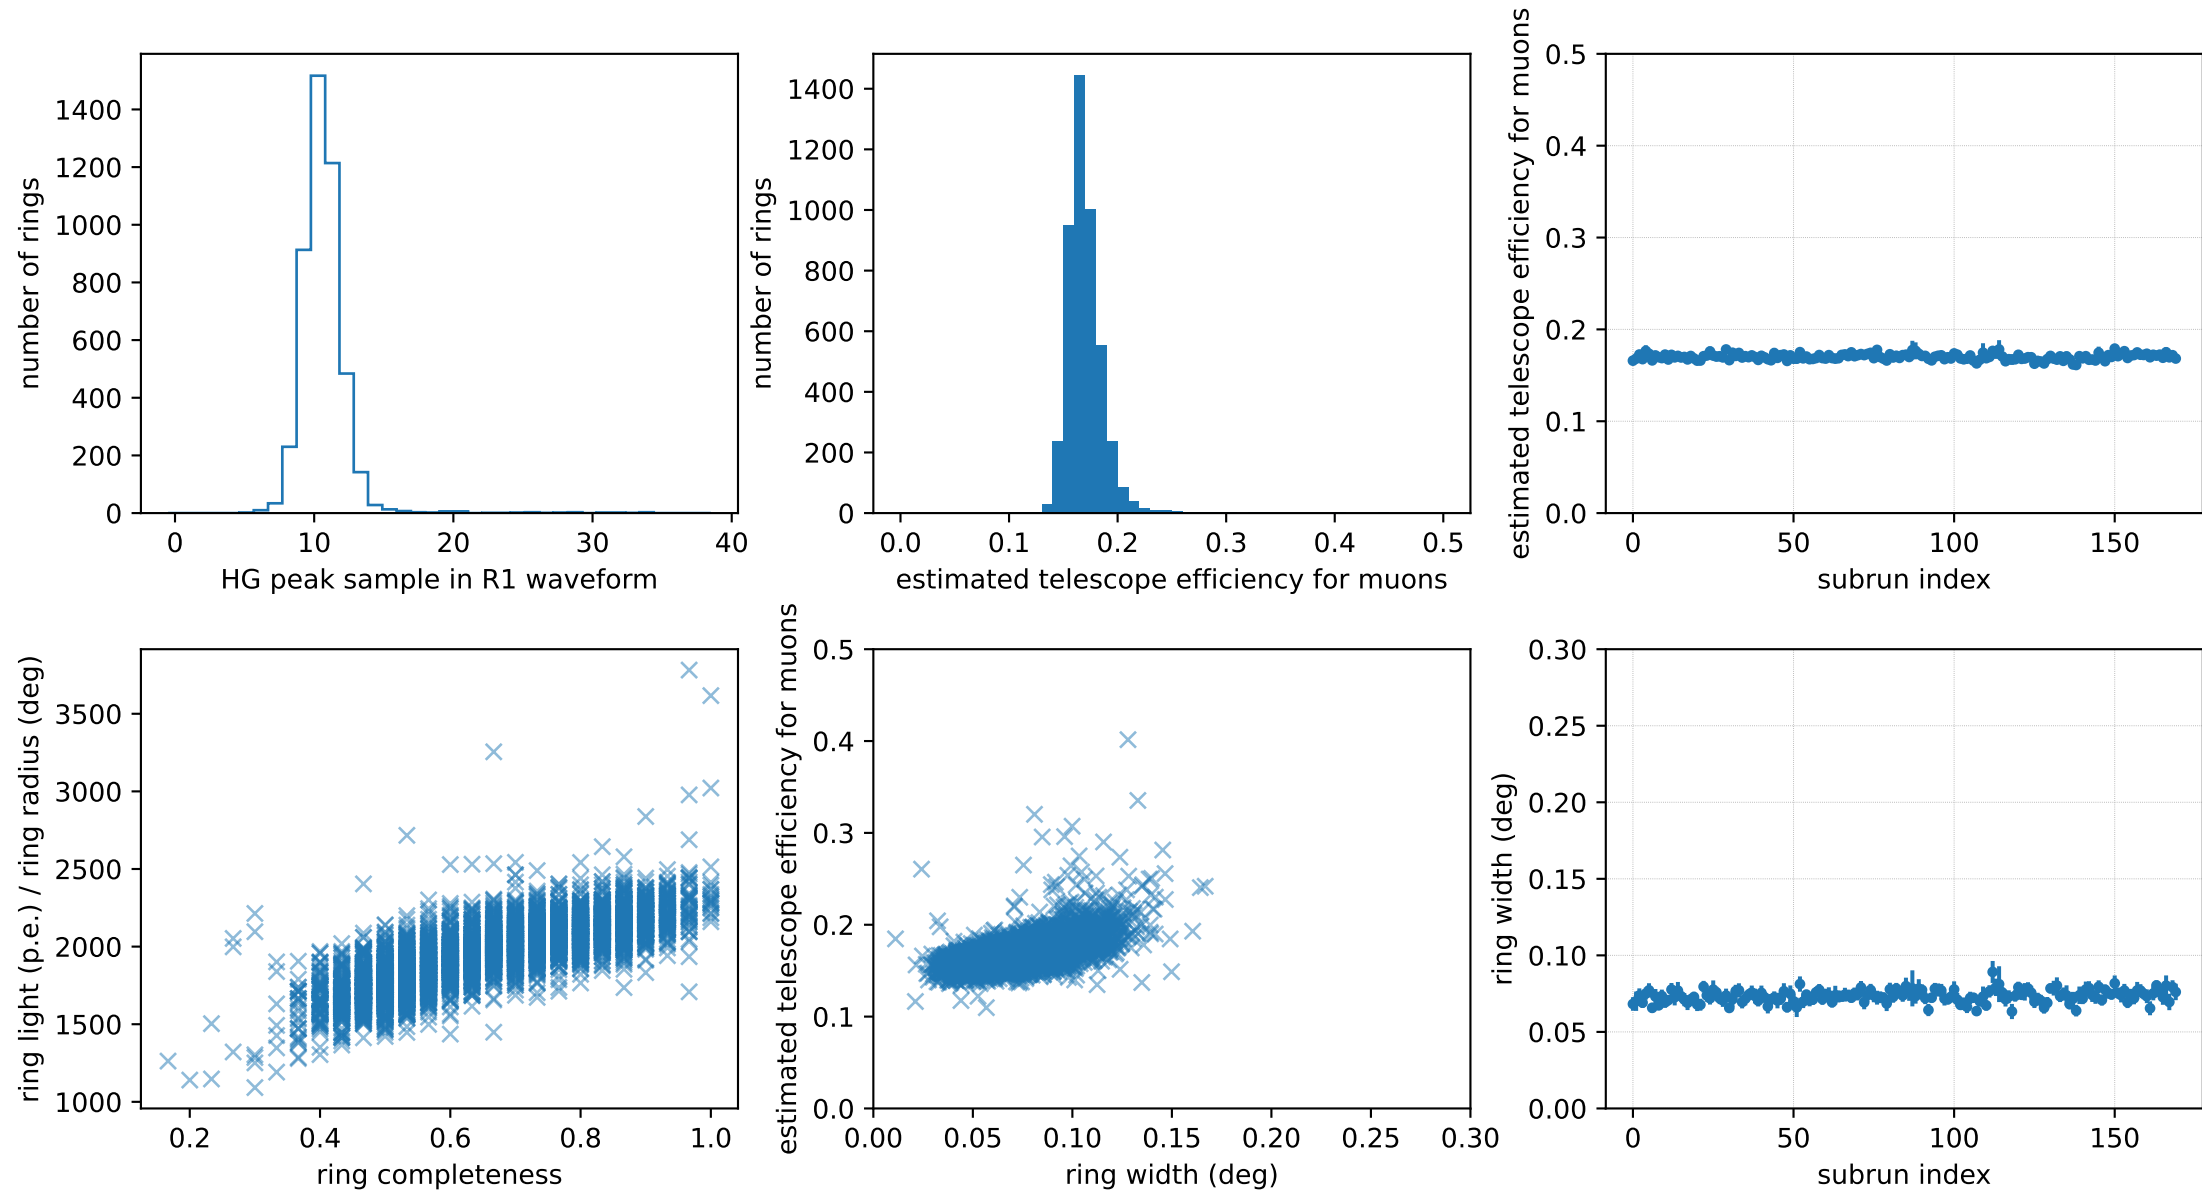 number of rings
1400
1200
1000
800
600
400
200
0
0 10 20 30 40
HG peak sample in R1 waveform
number of rings
1400
1200
1000
800
600
400
200
0
0.0 0.1 0.2 0.3 0.4 0.5
estimated telescope efficiency for muons
estimated telescope efficiency for muons
0.5
0.4
0.3
0.2
0.1
0.0
0 50 100 150
subrun index
ring light (p.e.) / ring radius (deg)
3500
3000
2500
2000
1500
1000
0.2 0.4 0.6 0.8 1.0
ring completeness
estimated telescope efficiency for muons
0.5
0.4
0.3
0.2
0.1
0.0
0.00 0.05 0.10 0.15 0.20 0.25 0.30
ring width (deg)
ring width (deg)
0.30
0.25
0.20
0.15
0.10
0.05
0.00
0 50 100 150
subrun index